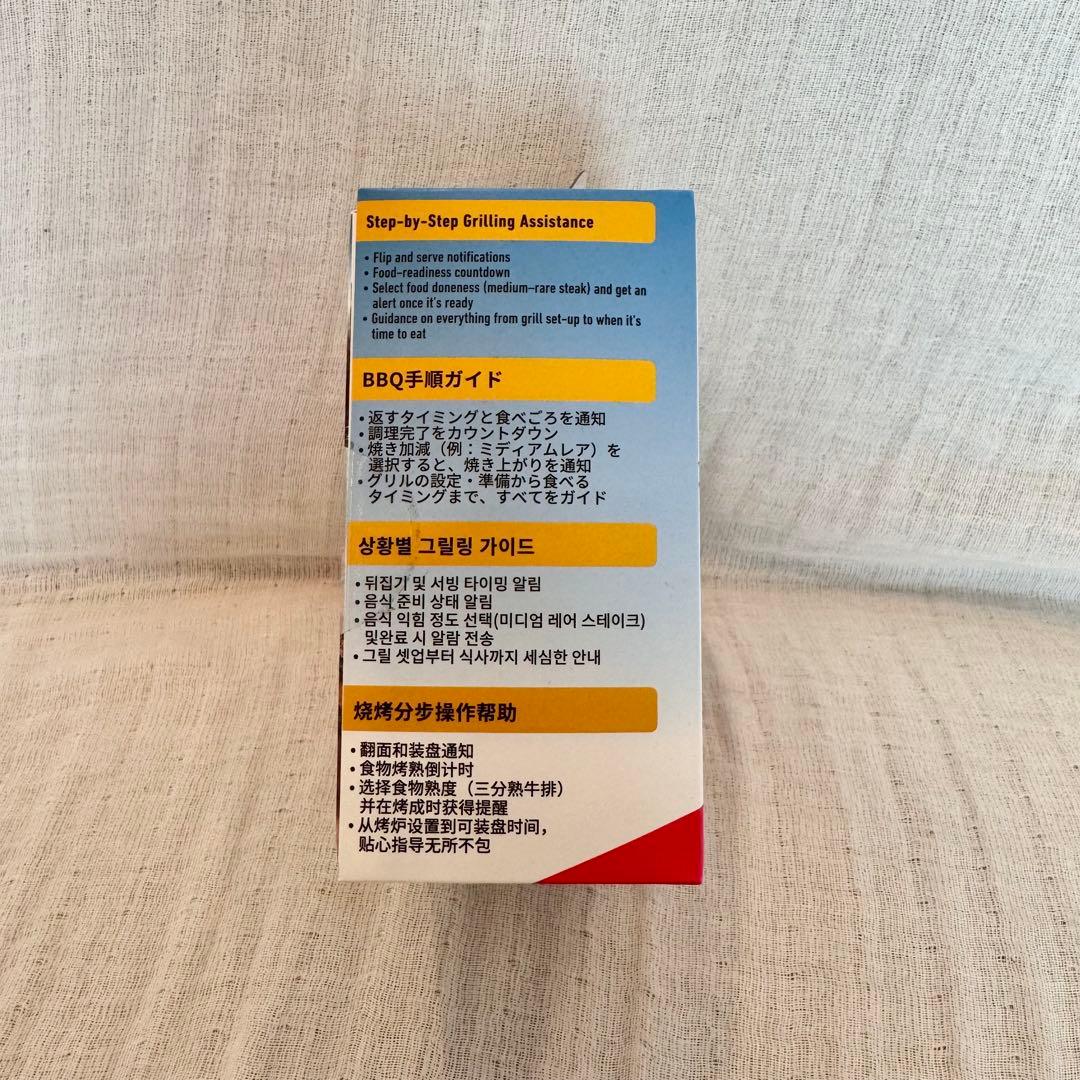 Step-by-Step Grilling Assistance
• Flip and serve notifications
• Food-readiness countdown
• Select food doneness (medium-rare steak) and get an
alert once it's ready
• Guidance on everything from grill set-up to when it's
time to eat
BBQ手順ガイド
• 返すタイミングと食べごろを通知
• 調理完了をカウントダウン
• 焼き加減（例：ミディアムレア）を
選択すると、焼き上がりを通知
• グリルの設定・準備から食べる
タイミングまで、すべてをガイド
상황별 그릴링 가이드
• 뒤집기 및 서빙 타이밍 알림
• 음식 준비 상태 알림
• 음식 익힘 정도 선택(미디엄 레어 스테이크)
및완료 시 알람 전송
• 그릴 셋업부터 식사까지 세심한 안내
烧烤分步操作帮助
• 翻面和装盘通知
• 食物烤熟倒计时
• 选择食物熟度（三分熟牛排）
并在烤成时获得提醒
• 从烤炉设置到可装盘时间，
贴心指导无所不包